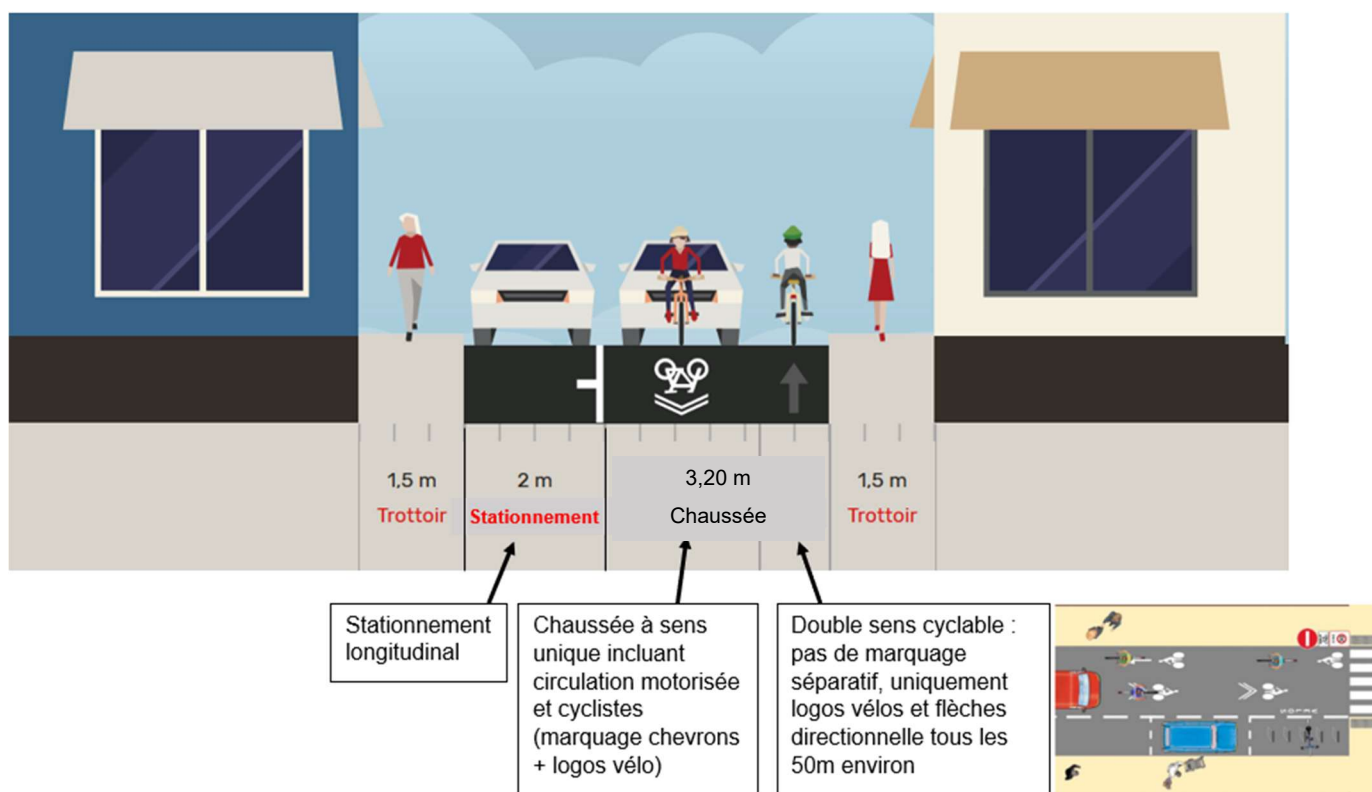 1,5 m
2 m
3,20 m
1,5 m
Trottoir
Stationnement
Chaussée
Trottoir
Stationnement
longitudinal
Chaussée à sens
unique incluant
circulation motorisée
et cyclistes
(marquage chevrons
+ logos vélo)
Double sens cyclable :
pas de marquage
séparatif, uniquement
logos vélos et flèches
directionnelle tous les
50m environ
VELOS